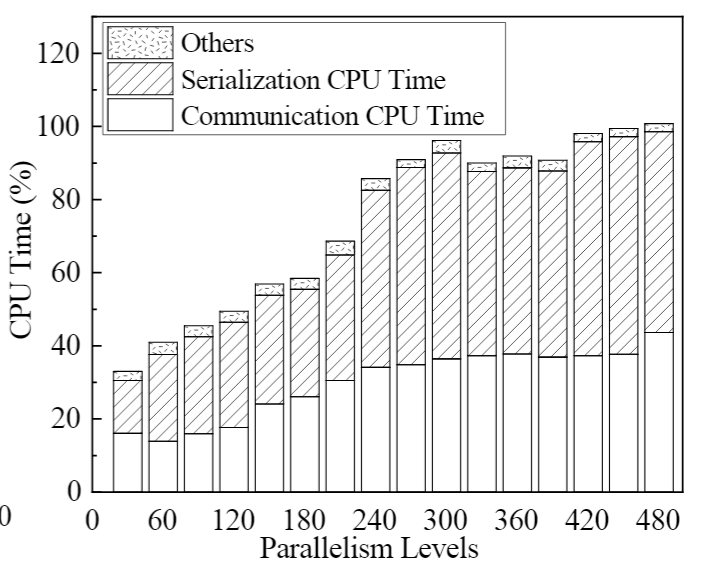 Others
Serialization CPU Time
Communication CPU Time
120
100
80
60
40
20
0
CPU Time (%)
0
0 60 120 180 240 300 360 420 480
Parallelism Levels